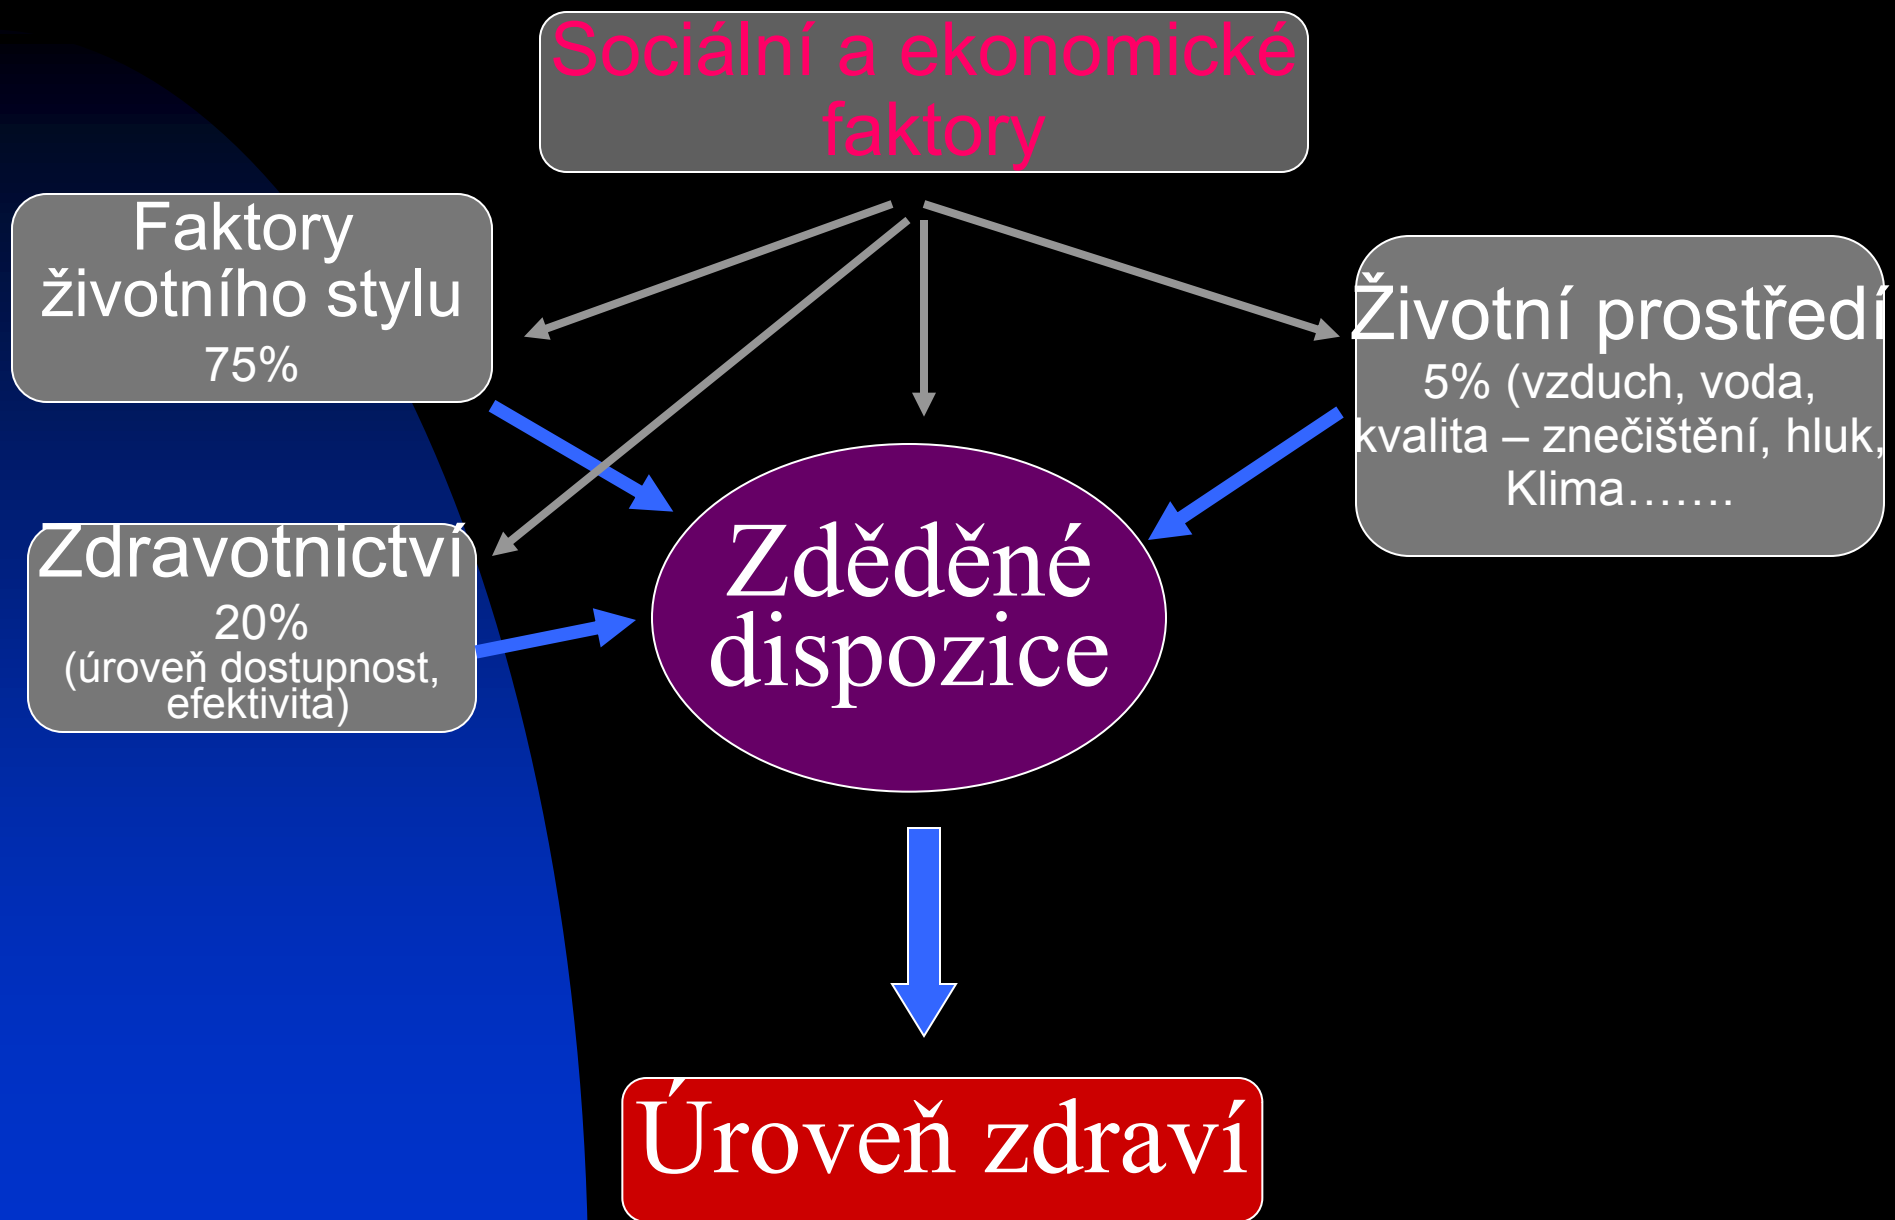 Sociální a ekonomické
faktory
Faktory
životního stylu
75%
Životní prostředí
5% (vzduch, voda,
kvalita – znečištění, hluk,
Klima.......
Zdravotnictví
20%
(úroveň dostupnost,
efektivita)
Zděděné
dispozice
Úroveň zdraví